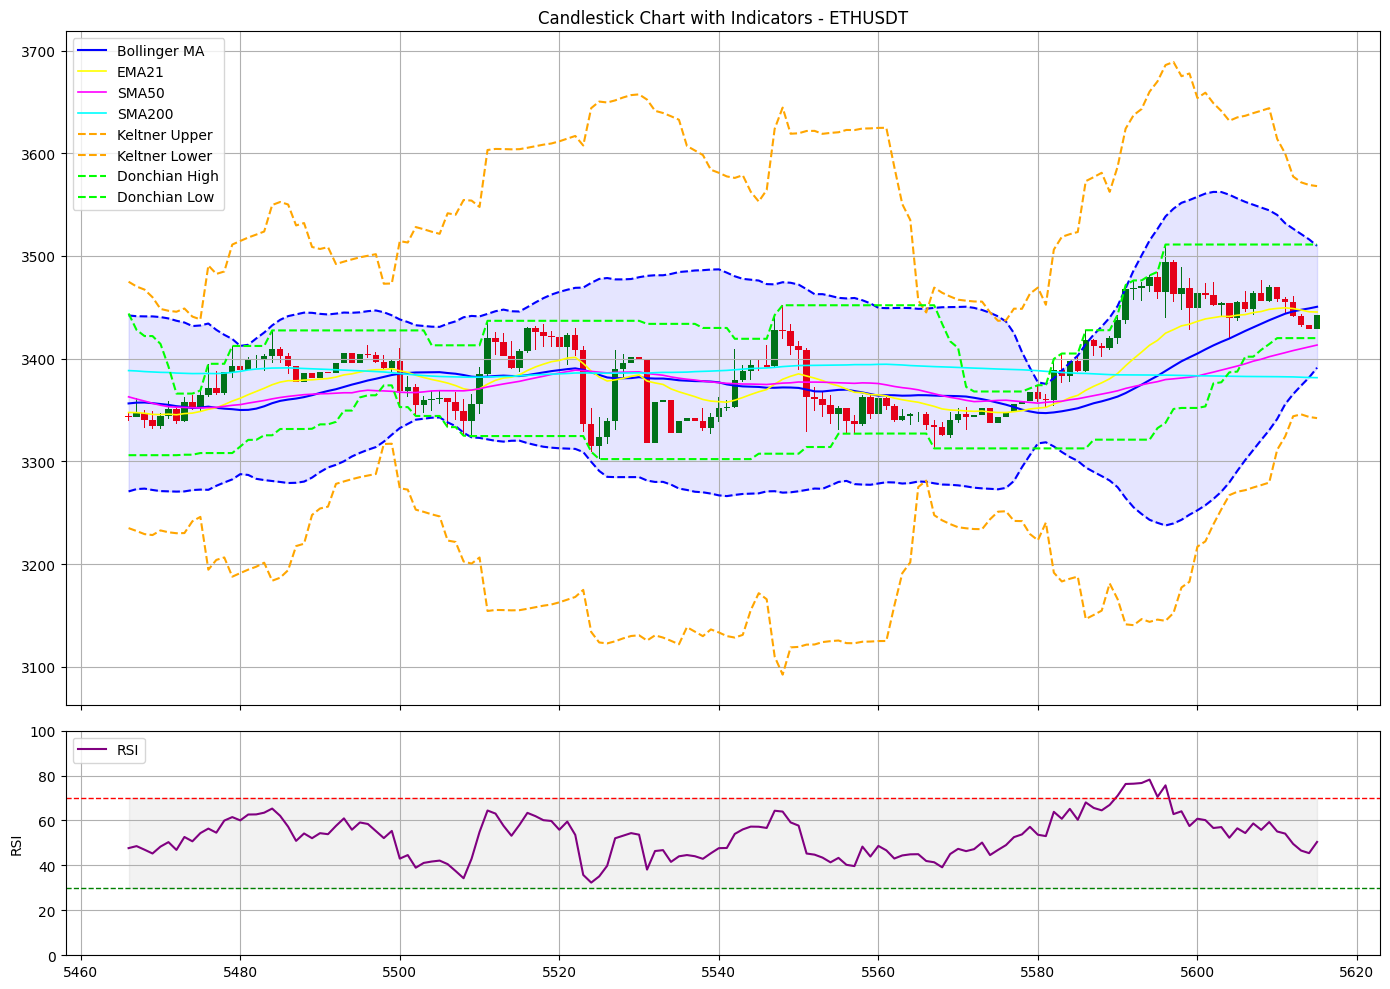 Candlestick Chart with Indicators - ETHUSDT
3700
3600
3500
3400
3300
3200
3100
Bollinger MA
EMA21
SMA50
SMA200
Keltner Upper
Keltner Lower
Donchian High
Donchian Low
100
80
60
40
20
0
RSI
RSI
5460 5480 5500 5520 5540 5560 5580 5600 5620